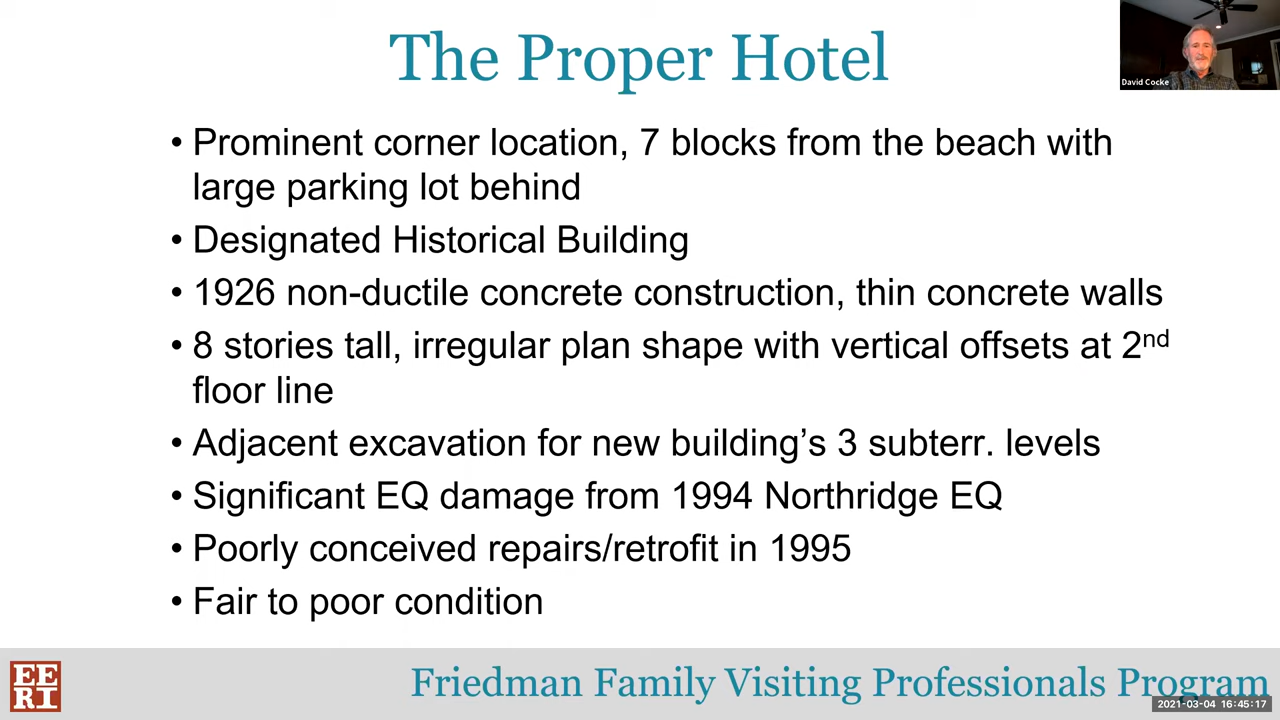 The Proper Hotel
David Cocke
• Prominent corner location, 7 blocks from the beach with
large parking lot behind
• Designated Historical Building
• 1926 non-ductile concrete construction, thin concrete walls
• 8 stories tall, irregular plan shape with vertical offsets at 2nd
floor line
• Adjacent excavation for new building’s 3 subterr. levels
• Significant EQ damage from 1994 Northridge EQ
• Poorly conceived repairs/retrofit in 1995
• Fair to poor condition
EE
RI
Friedman Family Visiting Professionals Program
2021-03-04 16:45:17